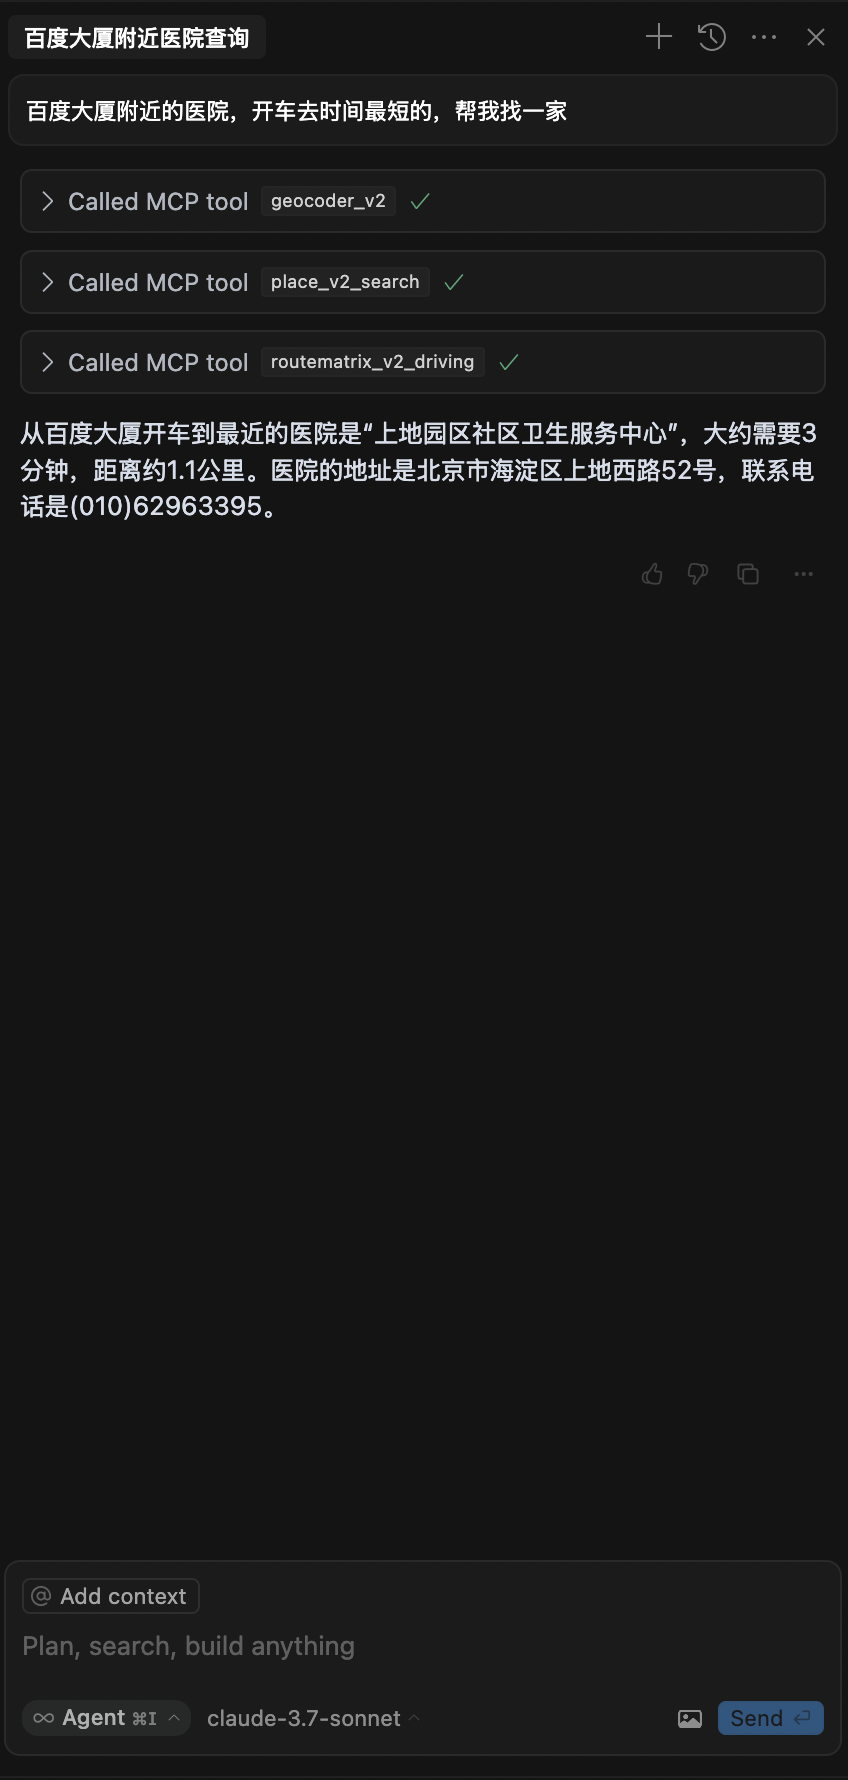 百度大厦附近医院查询
百度大厦附近的医院，开车去时间最短的，帮我找一家
Called MCP tool geocoder_v2
Called MCP tool place_v2_search
Called MCP tool routematrix_v2_driving
从百度大厦开车到最近的医院是“上地园区社区卫生服务中心”，大约需要3
分钟，距离约1.1公里。医院的地址是北京市海淀区上地西路52号，联系电
话是(010)62963395。
@ Add context
Plan, search, build anything
∞ Agent ⌘I claude-3.7-sonnet Send